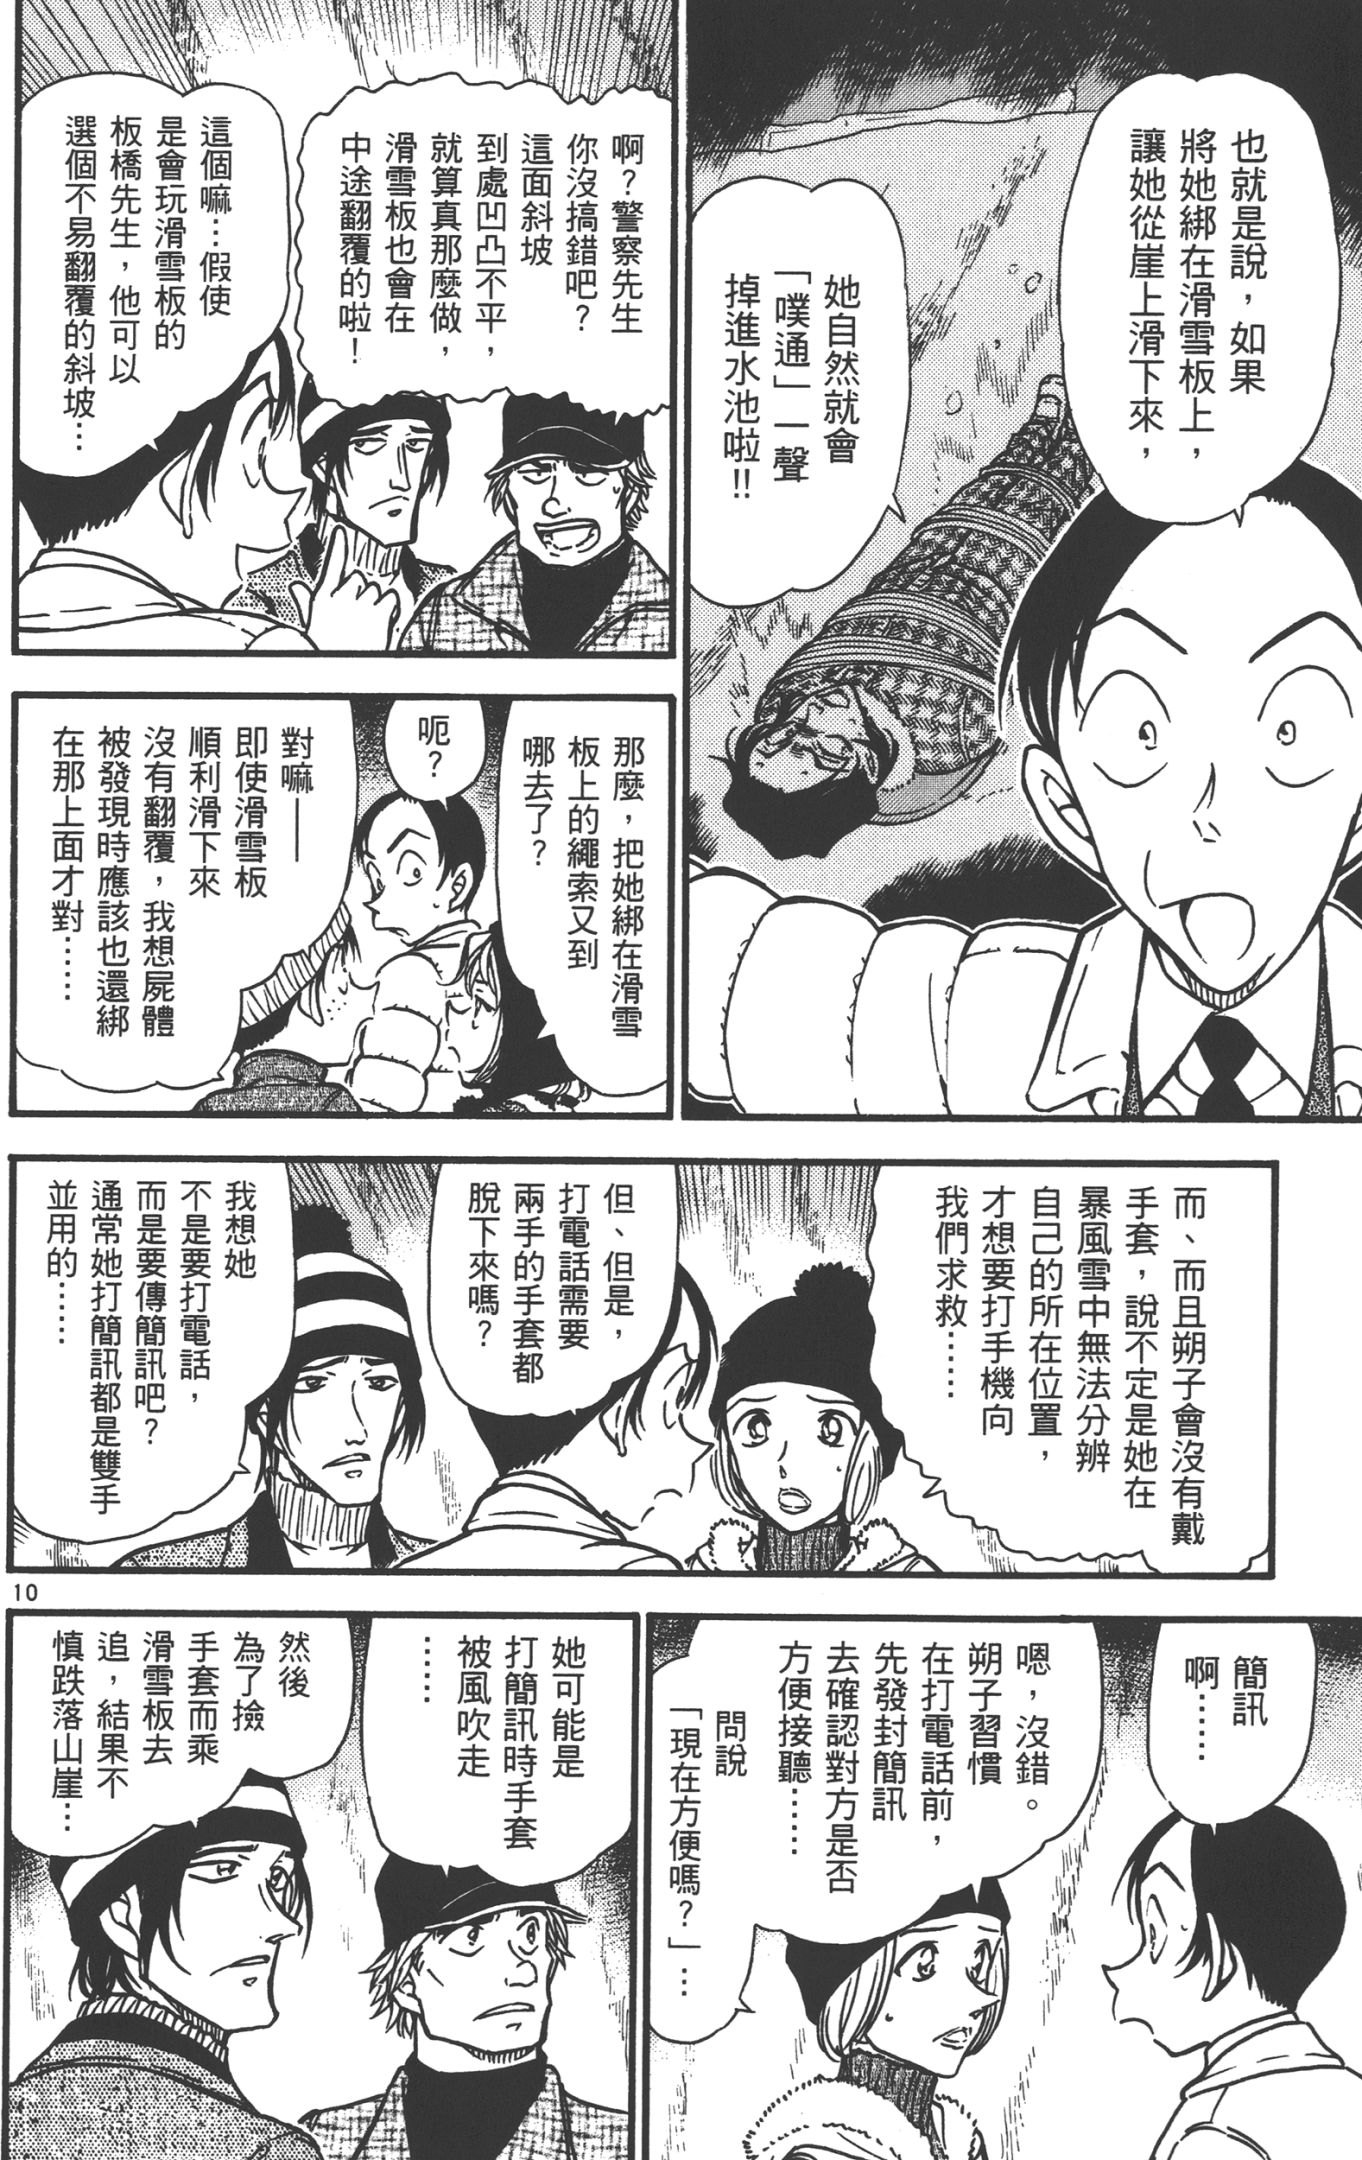 也就是說，如果
將她綁在滑雪板上，
讓她從崖上滑下來，
她自然就會
「噗通」一聲
掉進水池啦!!
啊？警察先生
你沒搞錯吧？
這面斜坡
到處凹凸不平，
就算真那麼做，
滑雪板也會在
中途翻覆的啦！
這個嘛…假使
是會玩滑雪板的
板橋先生，他可以
選個不易翻覆的斜坡…
那麼，把她綁在滑雪
板上的繩索又到
哪去了？
呃？
對嘛——
即使滑雪板
順利滑下來
沒有翻覆，我想屍體
被發現時應該也還綁
在那上面才對……
而、而且朔子會沒有戴
手套，說不定是她在
暴風雪中無法分辨
自己的所在位置，
才想要打手機向
我們求救……
但、但是，
打電話需要
兩手的手套都
脫下來嗎？
我想她
不是要打電話，
而是要傳簡訊吧？
通常她打簡訊都是雙手
並用的……
10
簡訊
啊……
嗯，沒錯。
朔子習慣
在打電話前，
先發封簡訊
去確認對方是否
方便接聽……
問說
「現在方便嗎？」…
她可能是
打簡訊時手套
被風吹走
……
然後
為了撿
手套而乘
滑雪板去
追，結果不
慎跌落山崖…